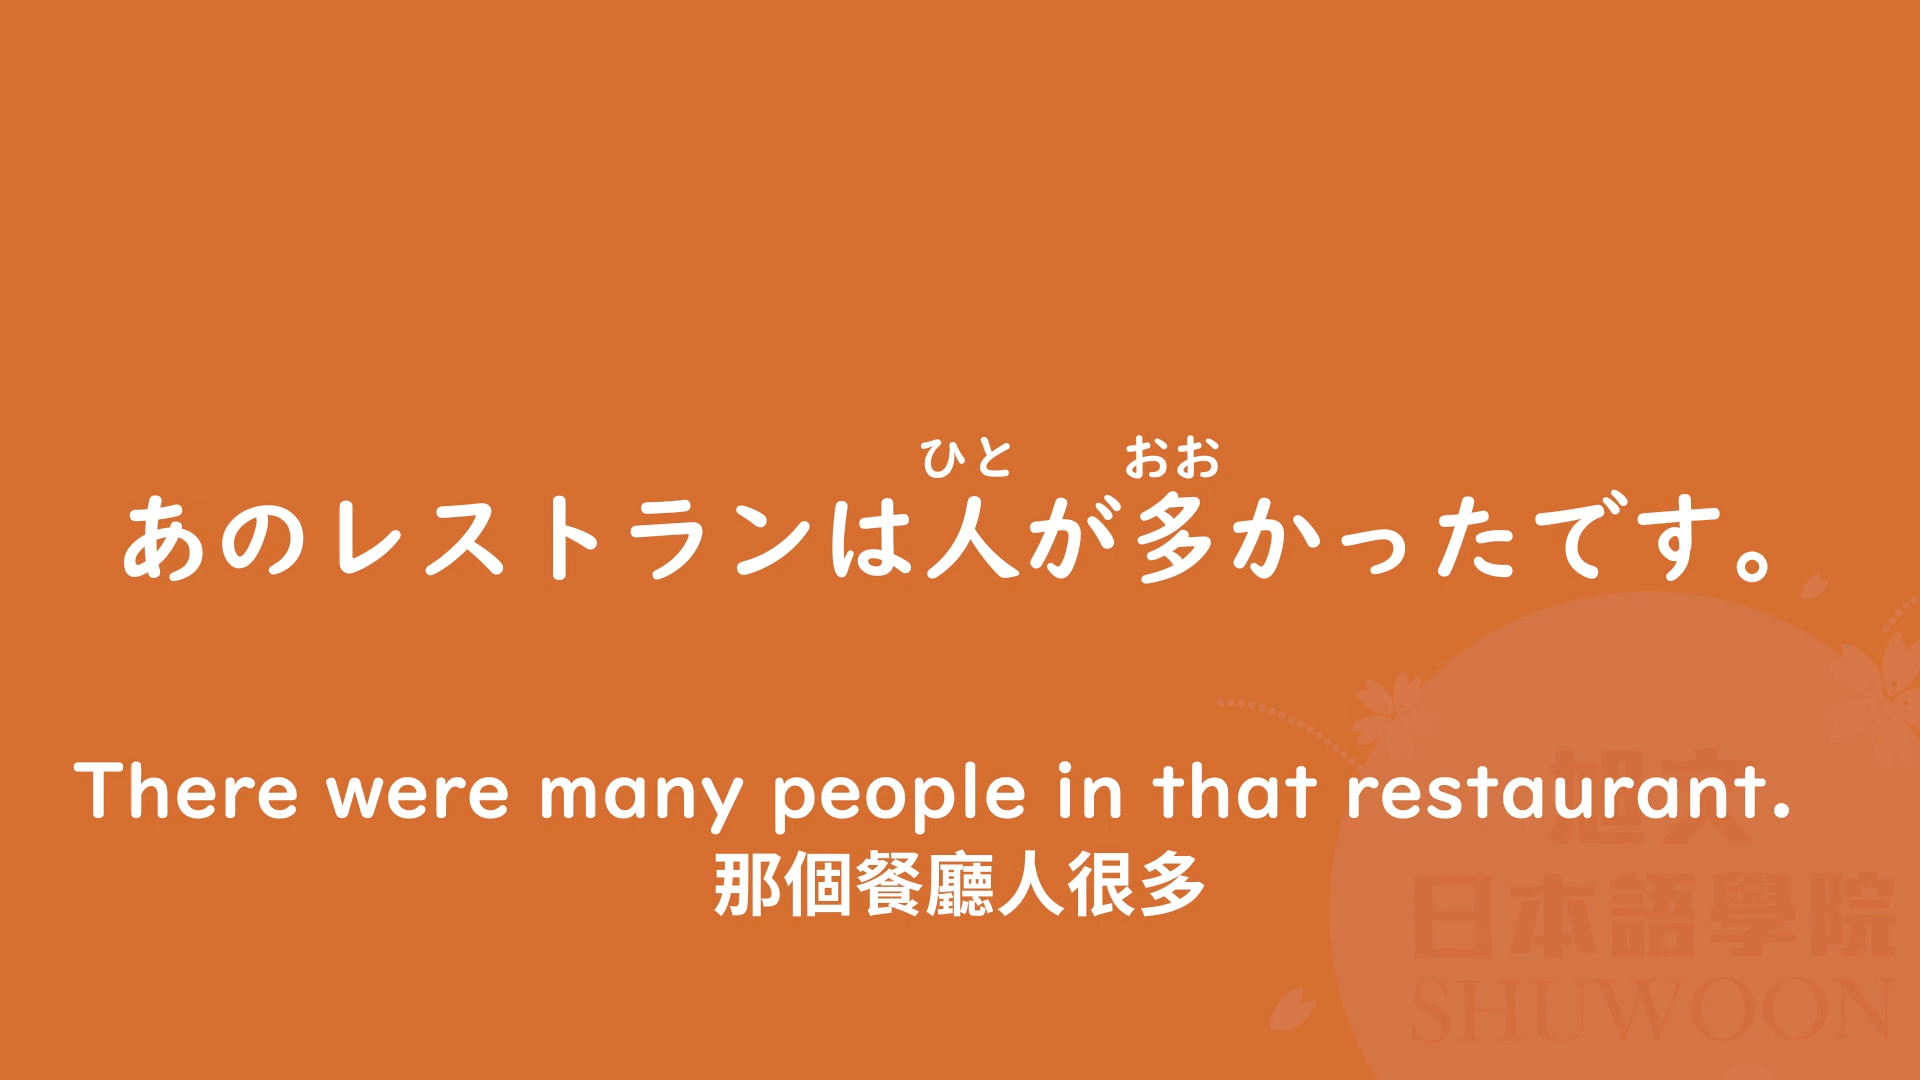 ひと おお
あのレストランは人が多かったです。
There were many people in that restaurant.
那個餐廳人很多
旭文
日本語學院
SHUWOON